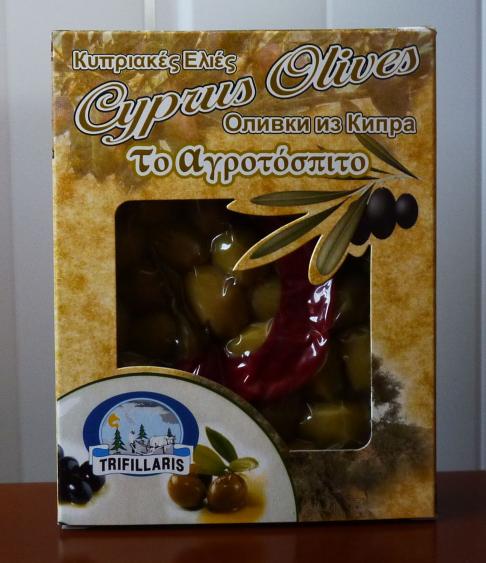 Κυπριακές Ελιές
Cyprus Olives
Оливки из Кипра
Το αγροτόσπιτο
TRIFILLARIS